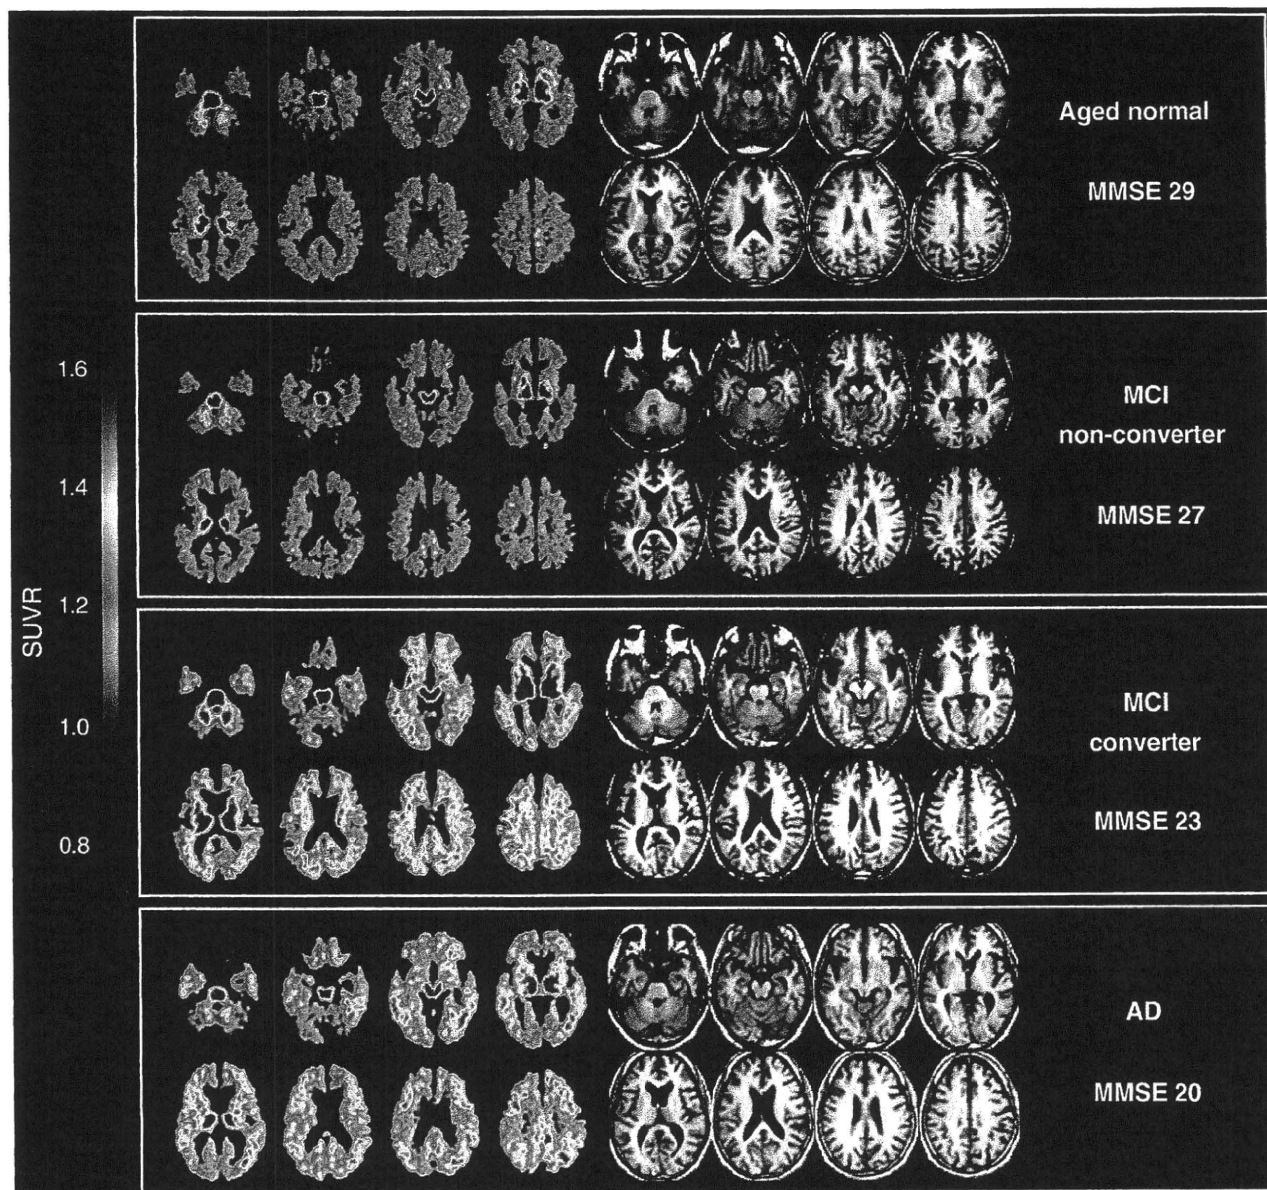 Aged normal
MMSE 29
1.6
1.4
1.2
1.0
0.8
SUVR
MCI
non-converter
MMSE 27
MCI
converter
MMSE 23
AD
MMSE 20